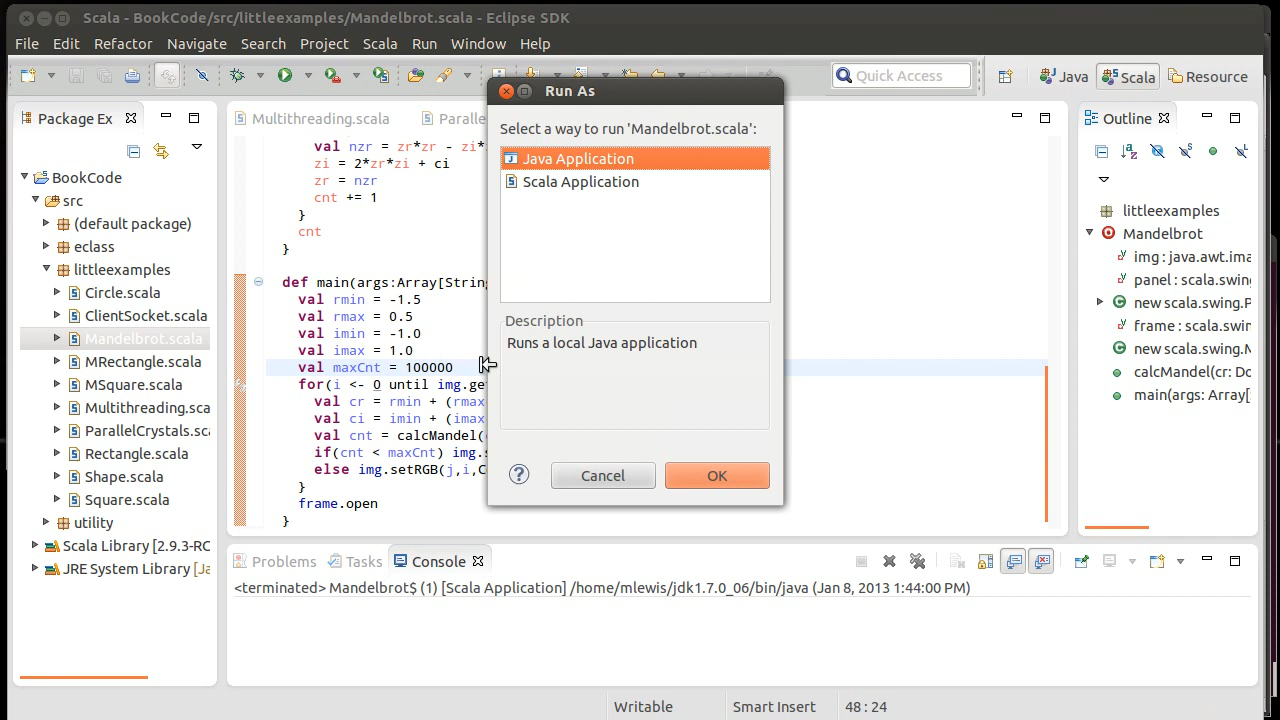 Scala - BookCode/src/littleexamples/Mandelbrot.scala - Eclipse SDK
File Edit Refactor Navigate Search Project Scala Run Window Help
Quick Access
Java
Scala
Resource
Package Ex
BookCode
src
(default package)
eclass
littleexamples
Circle.scala
ClientSocket.scala
Mandelbrot.scala
MRectangle.scala
MSquare.scala
Multithreading.sca
ParallelCrystals.sca
Rectangle.scala
Shape.scala
Square.scala
utility
Scala Library [2.9.3-RC
JRE System Library [Ja
Multithreading.scala
Paralle
val nzr = zr*zr - zi*
zi = 2*zr*zi + ci
zr = nzr
cnt += 1
}
cnt
}
def main(args:Array[String
val rmin = -1.5
val rmax = 0.5
val imin = -1.0
val imax = 1.0
val maxCnt = 100000
for(i <- 0 until img.get
val cr = rmin + (rmax
val ci = imin + (imax
val cnt = calcMandel(
if(cnt < maxCnt) img.s
else img.setRGB(j,i,C
}
frame.open
}
Run As
Select a way to run 'Mandelbrot.scala':
Java Application
Scala Application
Description
Runs a local Java application
Cancel
OK
Outline
littleexamples
Mandelbrot
img : java.awt.ima
panel : scala.swing
new scala.swing.P
frame : scala.swin
new scala.swing.M
calcMandel(cr: Do
main(args: Array[
Problems
Tasks
Console
<terminated> Mandelbrot$ (1) [Scala Application] /home/mlewis/jdk1.7.0_06/bin/java (Jan 8, 2013 1:44:00 PM)
Writable
Smart Insert
48 : 24